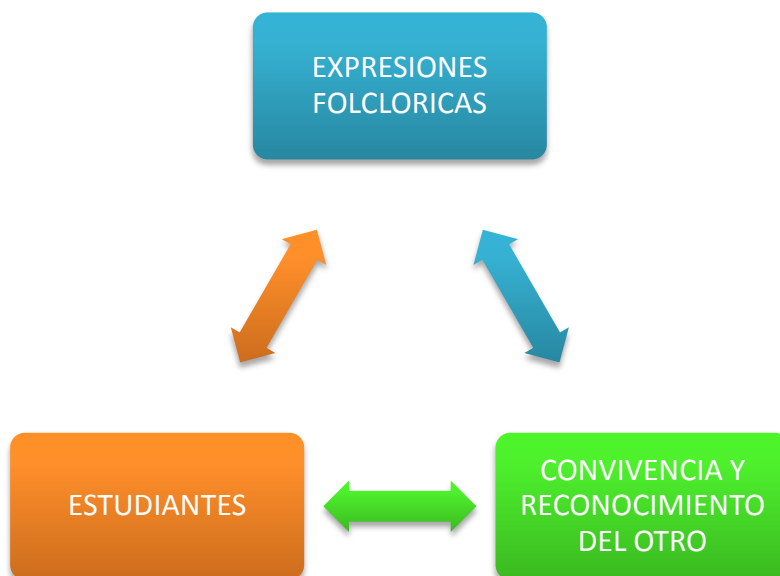 EXPRESIONES
FOLCLORICAS
ESTUDIANTES
CONVIVENCIA Y
RECONOCIMIENTO
DEL OTRO